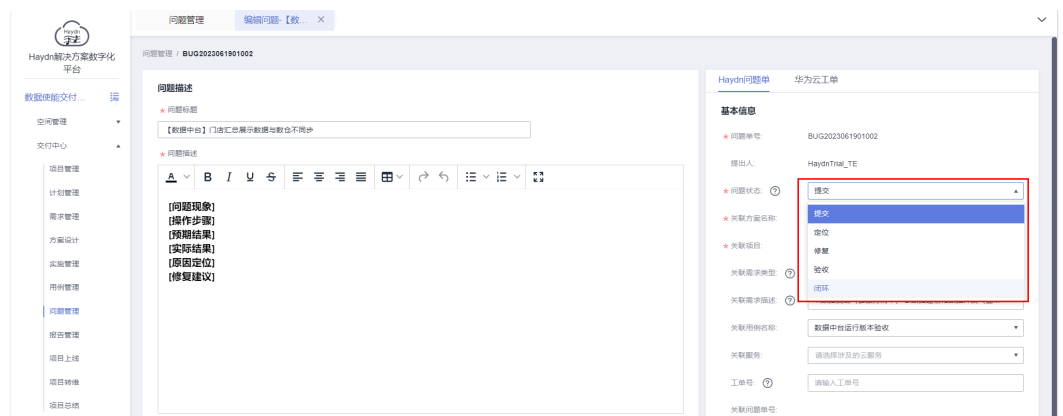 Haydn
Haydn解决方案数字化
平台
数据使能交付...
空间管理
交付中心
项目管理
计划管理
需求管理
方案设计
实施管理
用例管理
问题管理
报告管理
项目上线
项目转维
项目总结
问题管理
编辑问题-【数... ×
问题管理 / BUG2023061901002
问题描述
* 问题标题
【数据中台】门店汇总展示数据与数仓不同步
* 问题描述
A B I U S
[问题现象]
[操作步骤]
[预期结果]
[实际结果]
[原因定位]
[修复建议]
Haydn问题单 华为云工单
基本信息
* 问题单号: BUG2023061901002
提出人: HaydnTrial_TE
* 问题状态: ? 提交
提交
定位
修复
验收
闭环
* 关联方案名称:
* 关联项目:
关联需求类型: ?
关联需求描述: ?
关联用例名称: 数据中台运行版本验收
关联服务: 请选择涉及的云服务
工单号: ? 请输入工单号
关联问题单号: